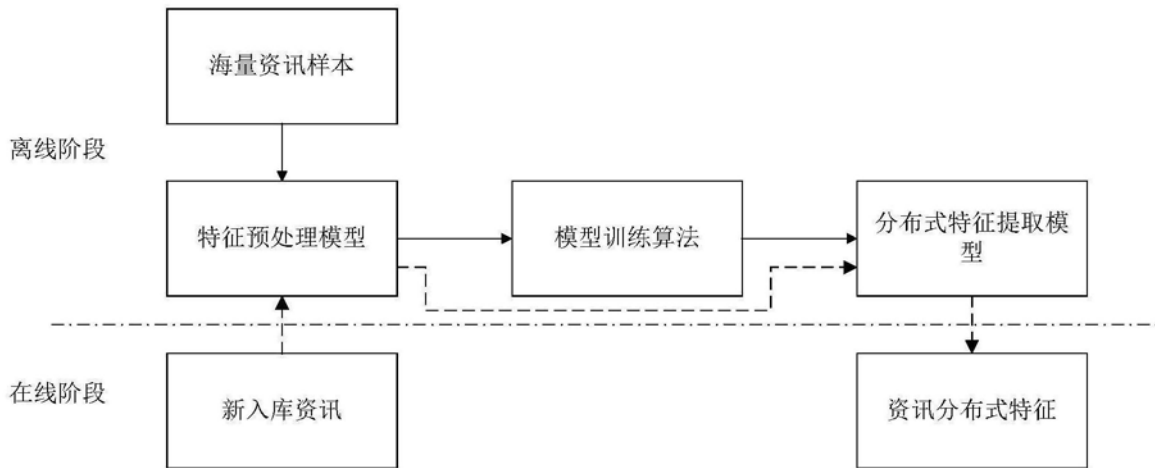 海量资讯样本
离线阶段
特征预处理模型
模型训练算法
分布式特征提取模
型
在线阶段
新入库资讯
资讯分布式特征